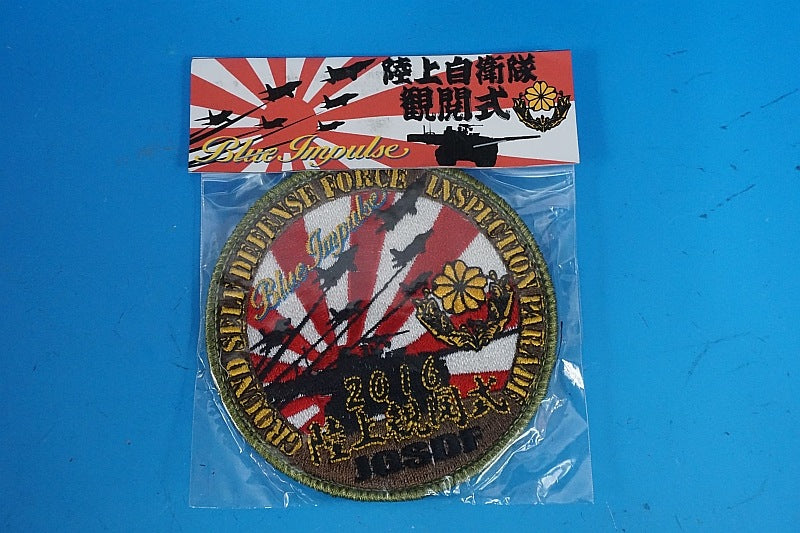 陸上自衛隊
観閲式
Blue Impulse
GROUND SELF DEFENSE FORCE INSPECTION PARADE
Blue Impulse
2016
陸上観閲式
JGSDF